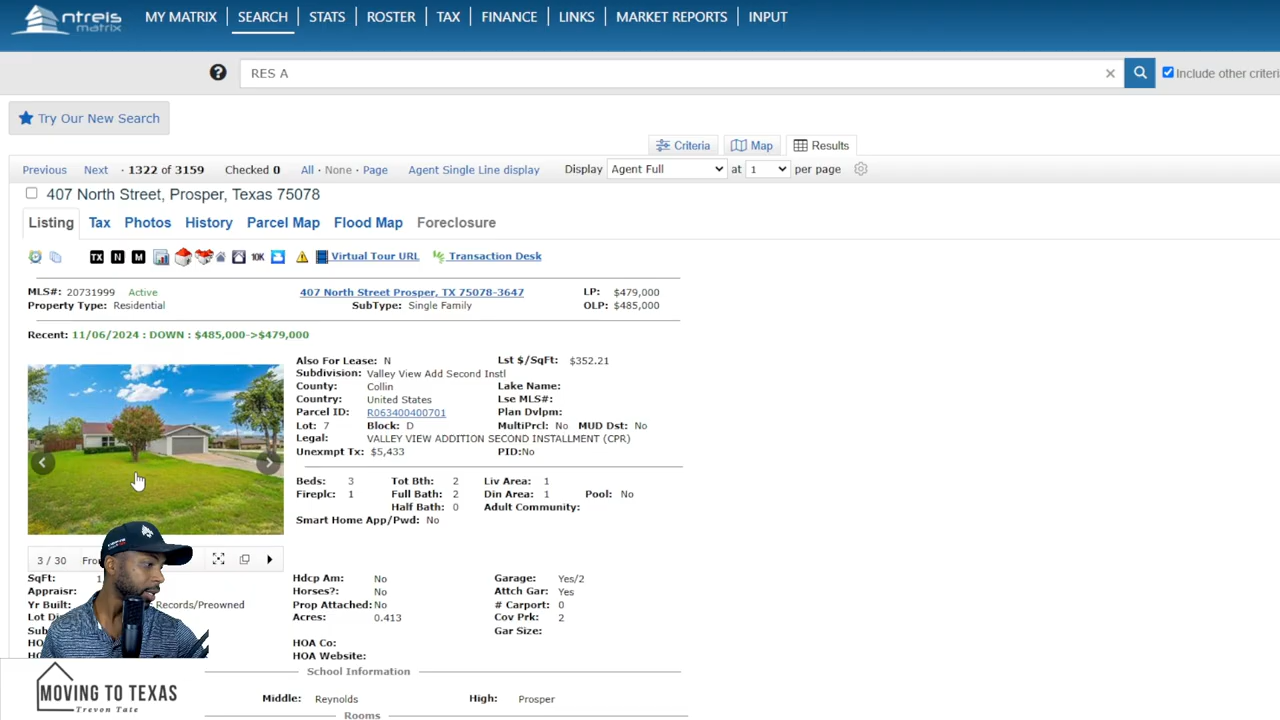 ntreis matrix MY MATRIX SEARCH STATS ROSTER TAX FINANCE LINKS MARKET REPORTS INPUT
? RES A × Include other criteri
Try Our New Search
Criteria Map Results
Previous Next · 1322 of 3159 Checked 0 All · None · Page Agent Single Line display Display Agent Full at 1 per page
407 North Street, Prosper, Texas 75078
Listing Tax Photos History Parcel Map Flood Map Foreclosure
TX N M 10K Virtual Tour URL Transaction Desk
MLS#: 20731999 Active 407 North Street Prosper, TX 75078-3647 LP: $479,000
Property Type: Residential SubType: Single Family OLP: $485,000
Recent: 11/06/2024 : DOWN : $485,000->$479,000
Also For Lease: N Lst $/SqFt: $352.21
Subdivision: Valley View Add Second Instl
County: Collin Lake Name:
Country: United States Lse MLS#:
Parcel ID: R063400400701 Plan Dvlpm:
Lot: 7 Block: D MultiPrcl: No MUD Dst: No
Legal: VALLEY VIEW ADDITION SECOND INSTALLMENT (CPR)
Unexmpt Tx: $5,433 PID:No
Beds: 3 Tot Bth: 2 Liv Area: 1
Fireplc: 1 Full Bath: 2 Din Area: 1 Pool: No
Half Bath: 0 Adult Community:
Smart Home App/Pwd: No
3 / 30
SqFt: Hdcp Am: No Garage: Yes/2
Appraisr: Horses?: No Attch Gar: Yes
Yr Built: Records/Preowned Prop Attached: No # Carport: 0
Lot Acres: 0.413 Cov Prk: 2
Gar Size:
HOA Co:
HOA Website:
School Information
MOVING TO TEXAS
Trevon Tate
Middle: Reynolds High: Prosper
Rooms